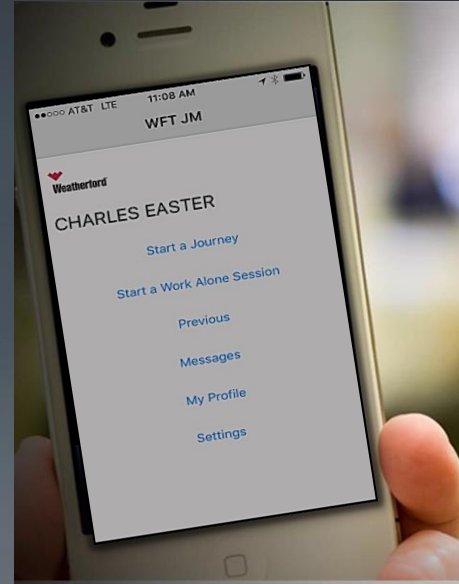 AT&T LTE 11:08 AM
WFT JM
Weatherford
CHARLES EASTER
Start a Journey
Start a Work Alone Session
Previous
Messages
My Profile
Settings